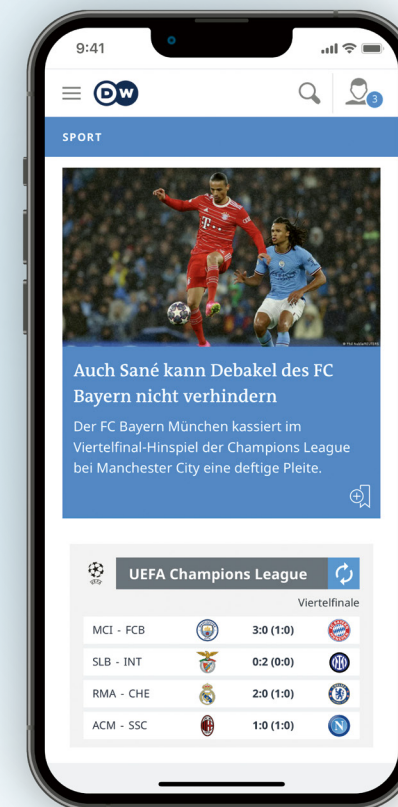 9:41
DW
3
SPORT
Auch Sané kann Debakel des FC
Bayern nicht verhindern
Der FC Bayern München kassiert im
Viertelfinal-Hinspiel der Champions League
bei Manchester City eine deftige Pleite.
UEFA Champions League
Viertelfinale
MCI - FCB 3:0 (1:0)
SLB - INT 0:2 (0:0)
RMA - CHE 2:0 (1:0)
ACM - SSC 1:0 (1:0)